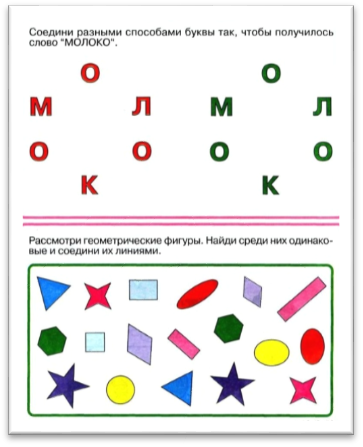 Соедини разными способами буквы так, чтобы получилось
слово "МОЛОКО".
О О
М Л М Л
О О О О
К К
Рассмотри геометрические фигуры. Найди среди них одинако-
вые и соедини их линиями.